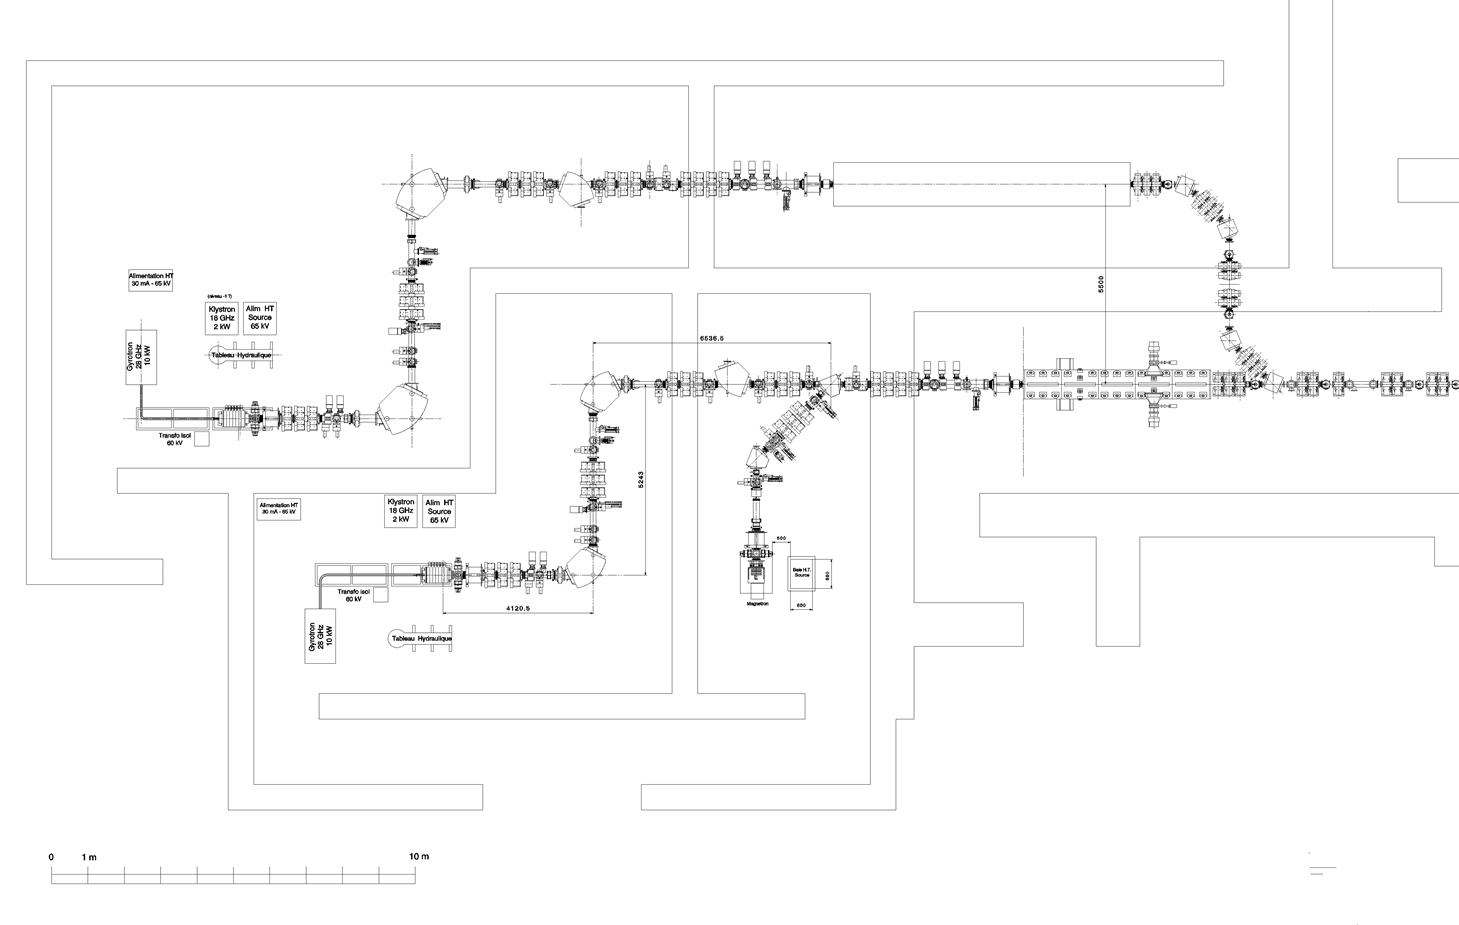 Alimentation HT
30 mA - 65 kV
(niveau -1 ?)
Klystron
18 GHz
2 kW
Alim HT
Source
65 kV
Gyrotron
28 GHz
10 kW
Tableau Hydraulique
Transfo Isol
60 kV
5500
6536.5
5243
Alimentation HT
30 mA - 65 kV
Klystron
18 GHz
2 kW
Alim HT
Source
65 kV
Transfo isol
60 kV
4120.5
Gyrotron
28 GHz
10 kW
Tableau Hydraulique
600
Baie H.T.
Source
Magnetron
0
1 m
10 m